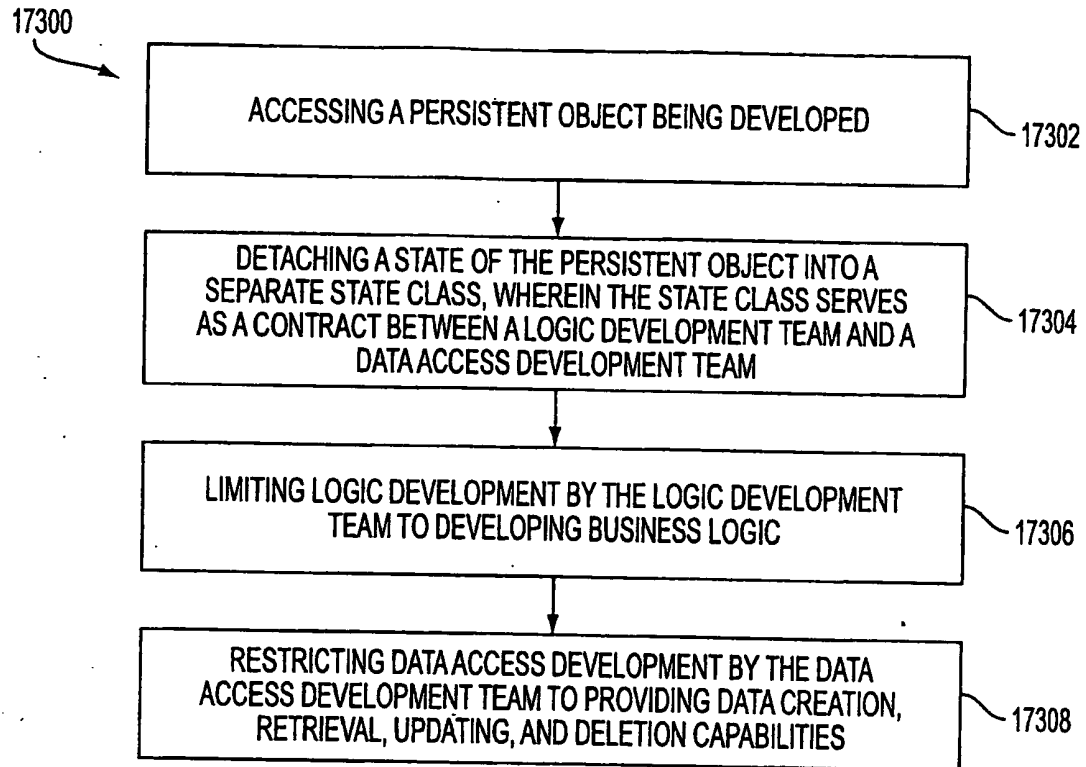 17300
ACCESSING A PERSISTENT OBJECT BEING DEVELOPED
17302
DETACHING A STATE OF THE PERSISTENT OBJECT INTO A
SEPARATE STATE CLASS, WHEREIN THE STATE CLASS SERVES
AS A CONTRACT BETWEEN A LOGIC DEVELOPMENT TEAM AND A
DATA ACCESS DEVELOPMENT TEAM
17304
LIMITING LOGIC DEVELOPMENT BY THE LOGIC DEVELOPMENT
TEAM TO DEVELOPING BUSINESS LOGIC
17306
RESTRICTING DATA ACCESS DEVELOPMENT BY THE DATA
ACCESS DEVELOPMENT TEAM TO PROVIDING DATA CREATION,
RETRIEVAL, UPDATING, AND DELETION CAPABILITIES
17308